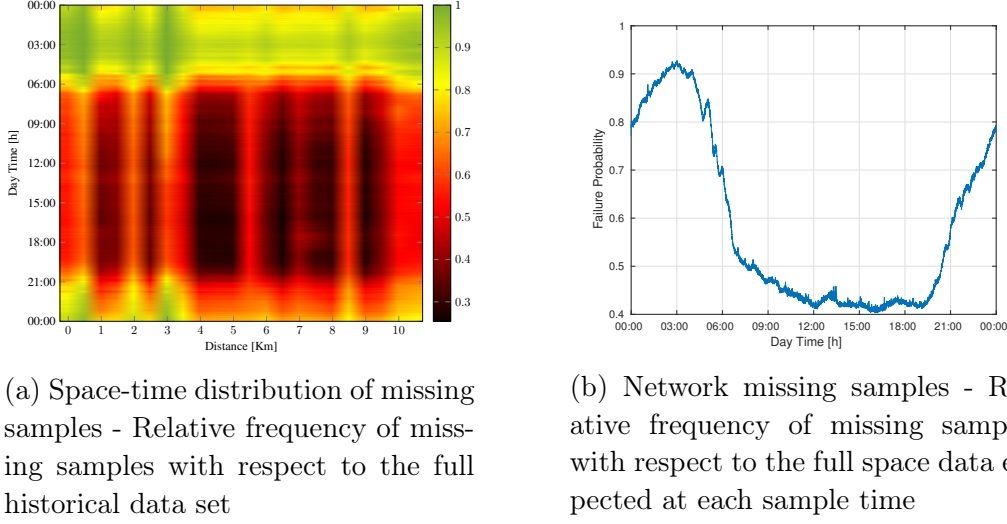 00:00
03:00
06:00
09:00
12:00
15:00
18:00
21:00
00:00
Day Time [h]
0 1 2 3 4 5 6 7 8 9 10
Distance [Km]
1
0.9
0.8
0.7
0.6
0.5
0.4
0.3
1
0.9
0.8
0.7
0.6
0.5
0.4
Failure Probability
00:00 03:00 06:00 09:00 12:00 15:00 18:00 21:00 00:00
Day Time [h]
(a) Space-time distribution of missing
samples - Relative frequency of miss-
ing samples with respect to the full
historical data set
(b) Network missing samples - R
ative frequency of missing samp
with respect to the full space data e
pected at each sample time